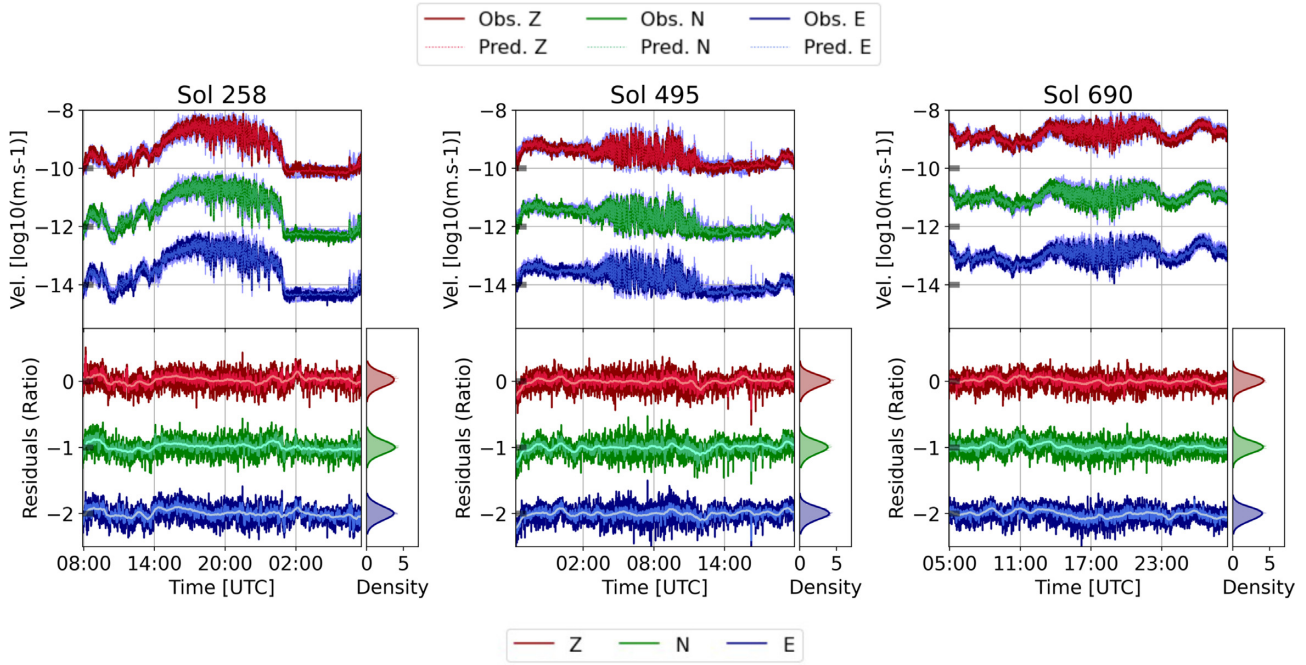 Obs. Z Obs. N Obs. E
Pred. Z Pred. N Pred. E
Sol 258 Sol 495 Sol 690
Vel. [log10(m.s-1)]
−8
−10
−12
−14
Vel. [log10(m.s-1)]
−8
−10
−12
−14
Vel. [log10(m.s-1)]
−8
−10
−12
−14
Residuals (Ratio)
0
−1
−2
Residuals (Ratio)
0
−1
−2
Residuals (Ratio)
0
−1
−2
08:00 14:00 20:00 02:00 0 5 02:00 08:00 14:00 0 5 05:00 11:00 17:00 23:00 0 5
Time [UTC] Density Time [UTC] Density Time [UTC] Density
Z N E